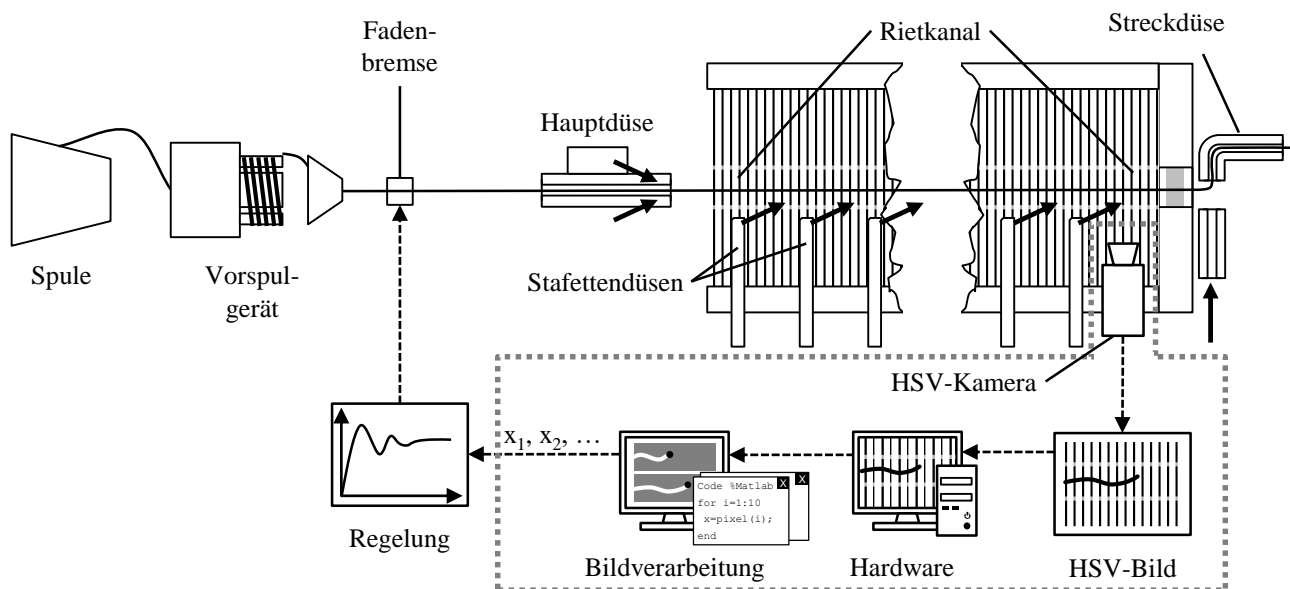 Faden-
bremse
Rietkanal
Streckdüse
Hauptdüse
Spule
Vorspul-
gerät
Stafettendüsen
HSV-Kamera
x₁, x₂, …
Code %Matlab
for i=1:10
x=pixel(i);
end
X
X
Regelung
Bildverarbeitung
Hardware
HSV-Bild